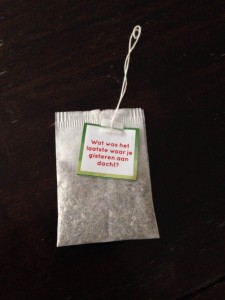 Wat was het
laatste waar je
gisteren aan
dacht?